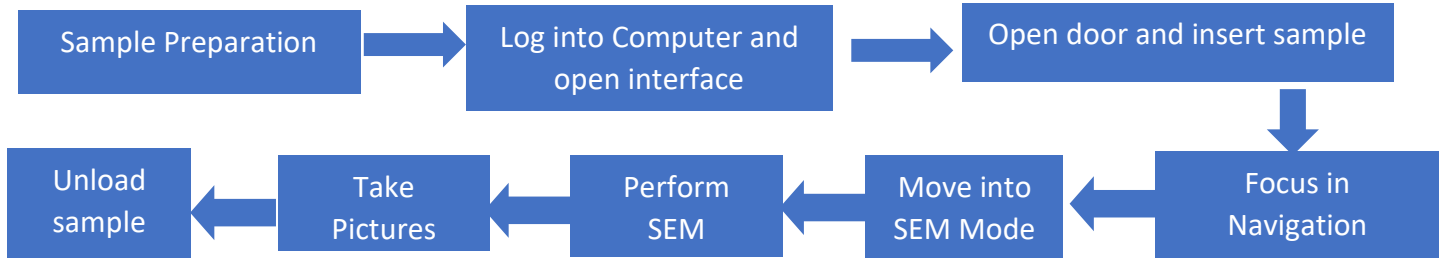 Sample Preparation
Log into Computer and
open interface
Open door and insert sample
Focus in
Navigation
Move into
SEM Mode
Perform
SEM
Take
Pictures
Unload
sample